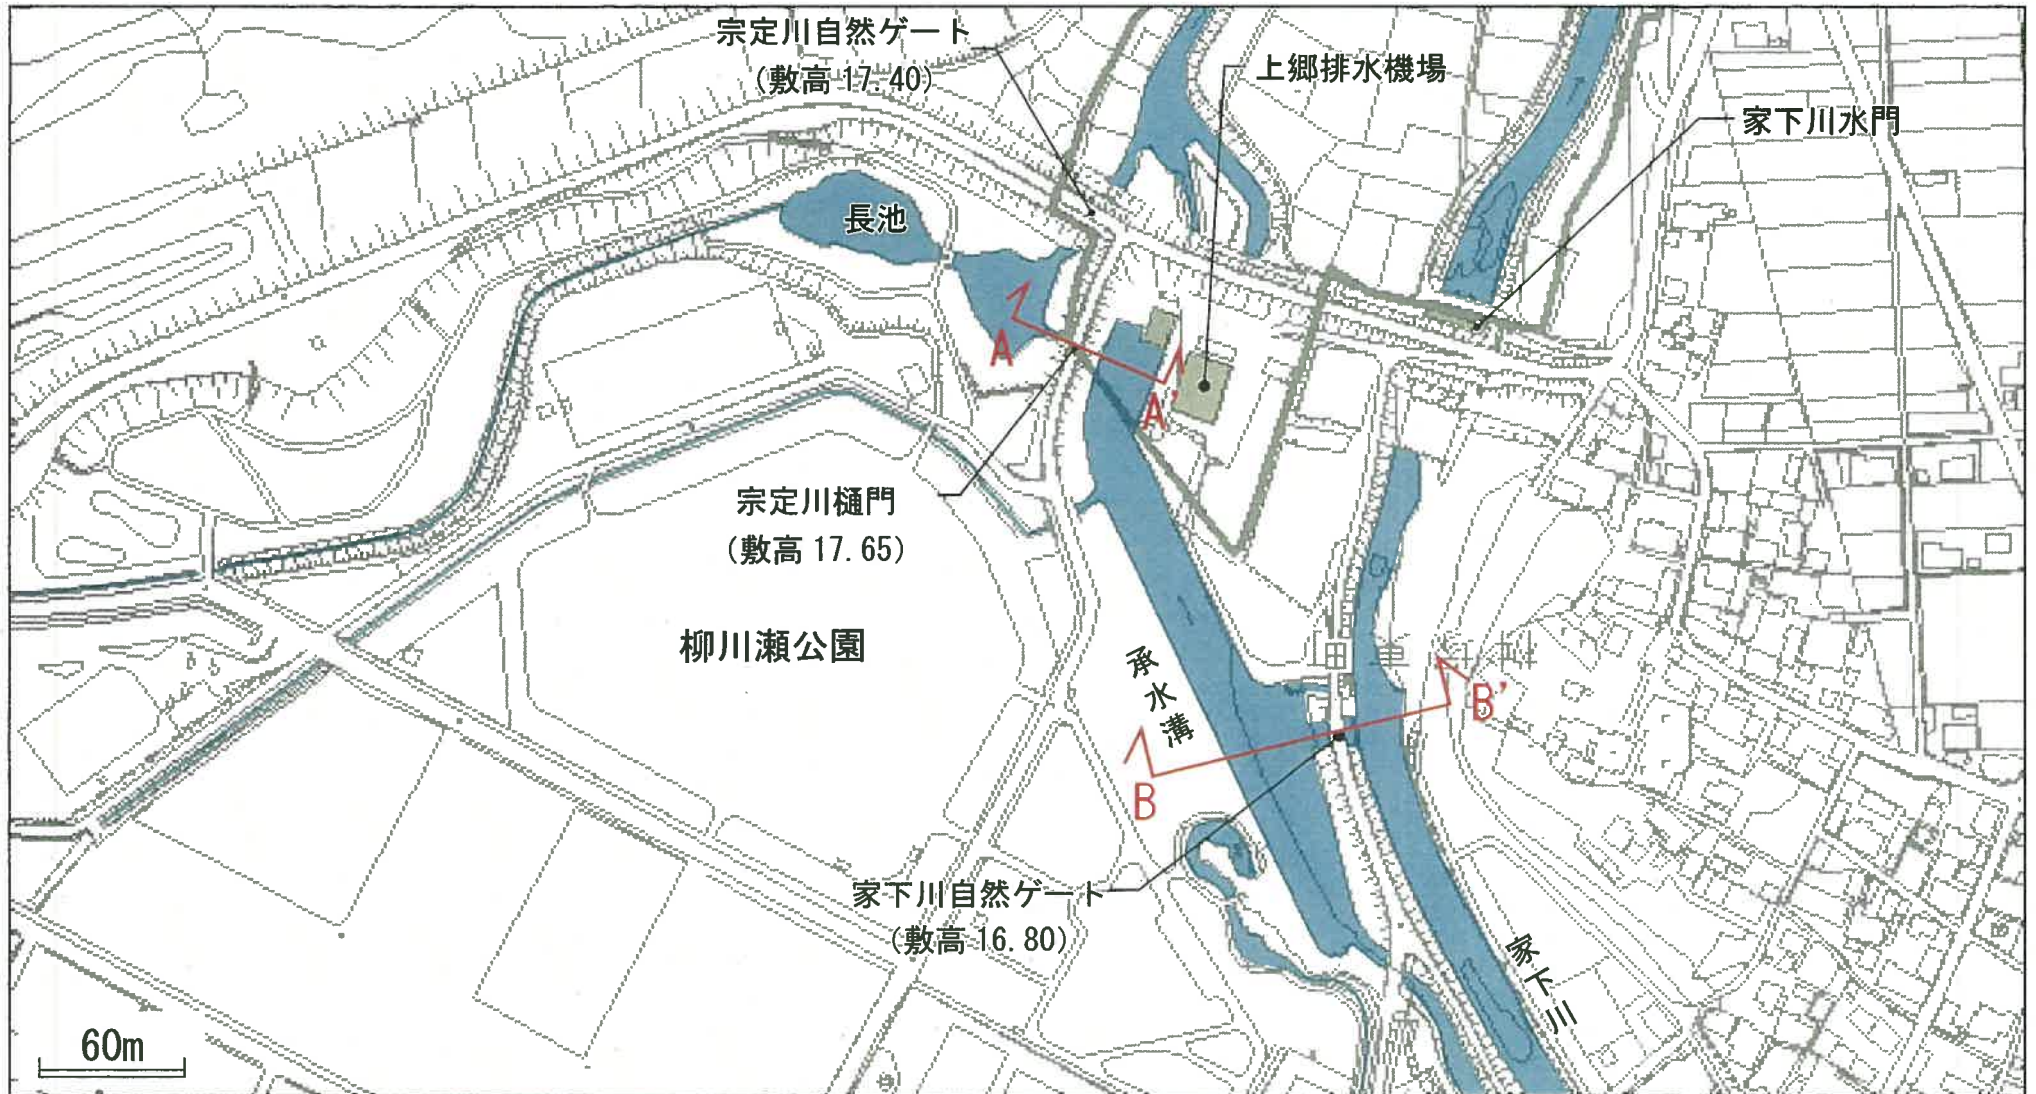 宗定川自然ゲート
(敷高 17.40)
上郷排水機場
家下川水門
長池
A
A'
宗定川樋門
(敷高 17.65)
柳川瀬公園
承水溝
B'
B
家下川自然ゲート
(敷高 16.80)
家下川
60m